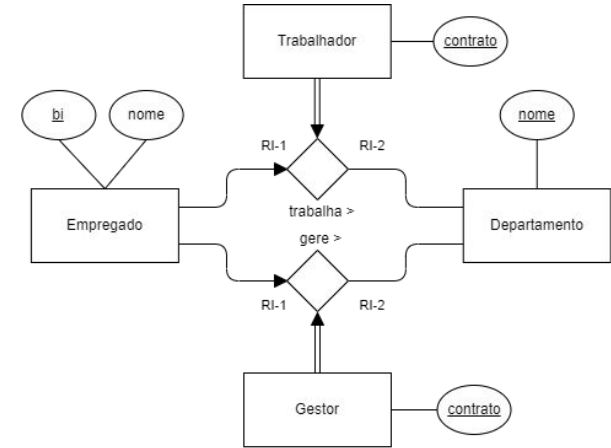 Trabalhador
contrato
bi
nome
nome
RI-1
RI-2
Empregado
trabalha >
Departamento
gere >
RI-1
RI-2
Gestor
contrato